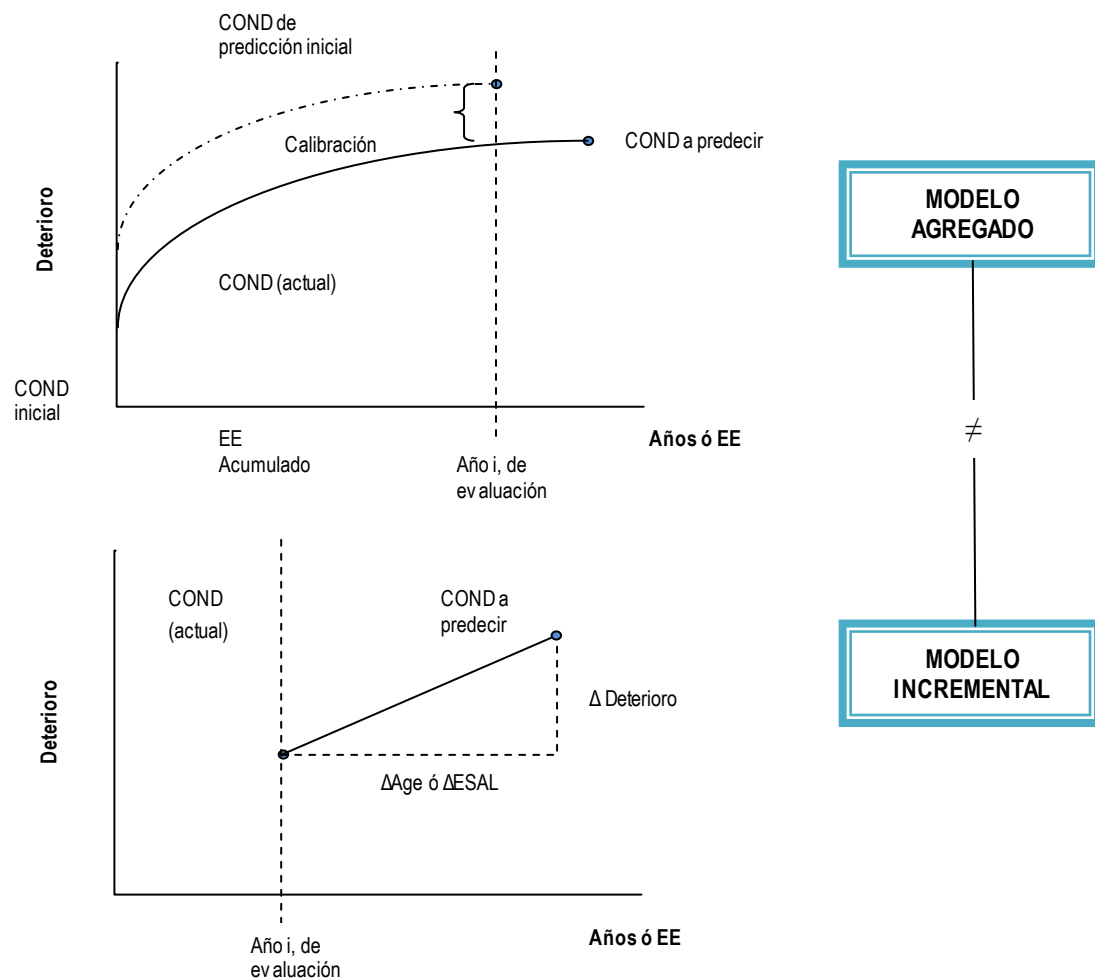 COND de
predicción inicial
Calibración
COND a predecir
Deterioro
COND (actual)
COND
inicial
EE
Acumulado
Años ó EE
Año i, de
evaluación
MODELO
AGREGADO
≠
MODELO
INCREMENTAL
COND
(actual)
COND a
predecir
Δ Deterioro
Deterioro
ΔAge ó ΔESAL
Años ó EE
Año i, de
evaluación